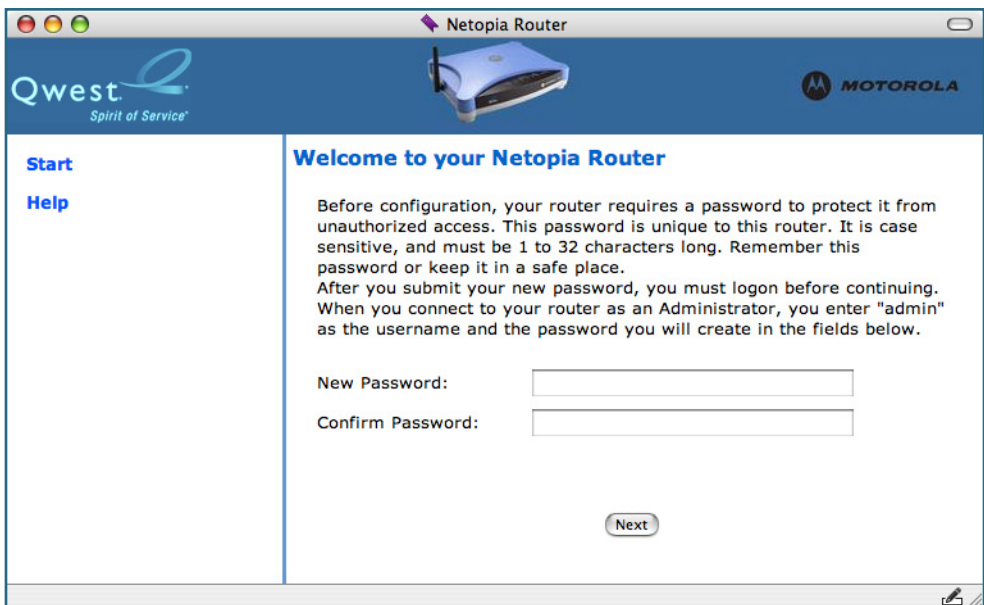 Netopia Router
Qwest.
Spirit of Service®
MOTOROLA
Start
Help
Welcome to your Netopia Router
Before configuration, your router requires a password to protect it from
unauthorized access. This password is unique to this router. It is case
sensitive, and must be 1 to 32 characters long. Remember this
password or keep it in a safe place.
After you submit your new password, you must logon before continuing.
When you connect to your router as an Administrator, you enter "admin"
as the username and the password you will create in the fields below.
New Password:
Confirm Password:
Next